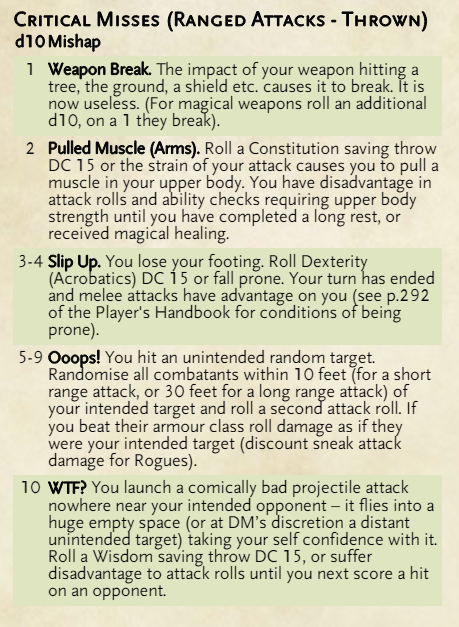 Critical Misses (Ranged Attacks - Thrown)
d10 Mishap
1 Weapon Break. The impact of your weapon hitting a
tree, the ground, a shield etc. causes it to break. It is
now useless. (For magical weapons roll an additional
d10, on a 1 they break).
2 Pulled Muscle (Arms). Roll a Constitution saving throw
DC 15 or the strain of your attack causes you to pull a
muscle in your upper body. You have disadvantage in
attack rolls and ability checks requiring upper body
strength until you have completed a long rest, or
received magical healing.
3-4 Slip Up. You lose your footing. Roll Dexterity
(Acrobatics) DC 15 or fall prone. Your turn has ended
and melee attacks have advantage on you (see p.292
of the Player's Handbook for conditions of being
prone).
5-9 Ooops! You hit an unintended random target.
Randomise all combatants within 10 feet (for a short
range attack, or 30 feet for a long range attack) of
your intended target and roll a second attack roll. If
you beat their armour class roll damage as if they
were your intended target (discount sneak attack
damage for Rogues).
10 WTF? You launch a comically bad projectile attack
nowhere near your intended opponent – it flies into a
huge empty space (or at DM's discretion a distant
unintended target) taking your self confidence with it.
Roll a Wisdom saving throw DC 15, or suffer
disadvantage to attack rolls until you next score a hit
on an opponent.